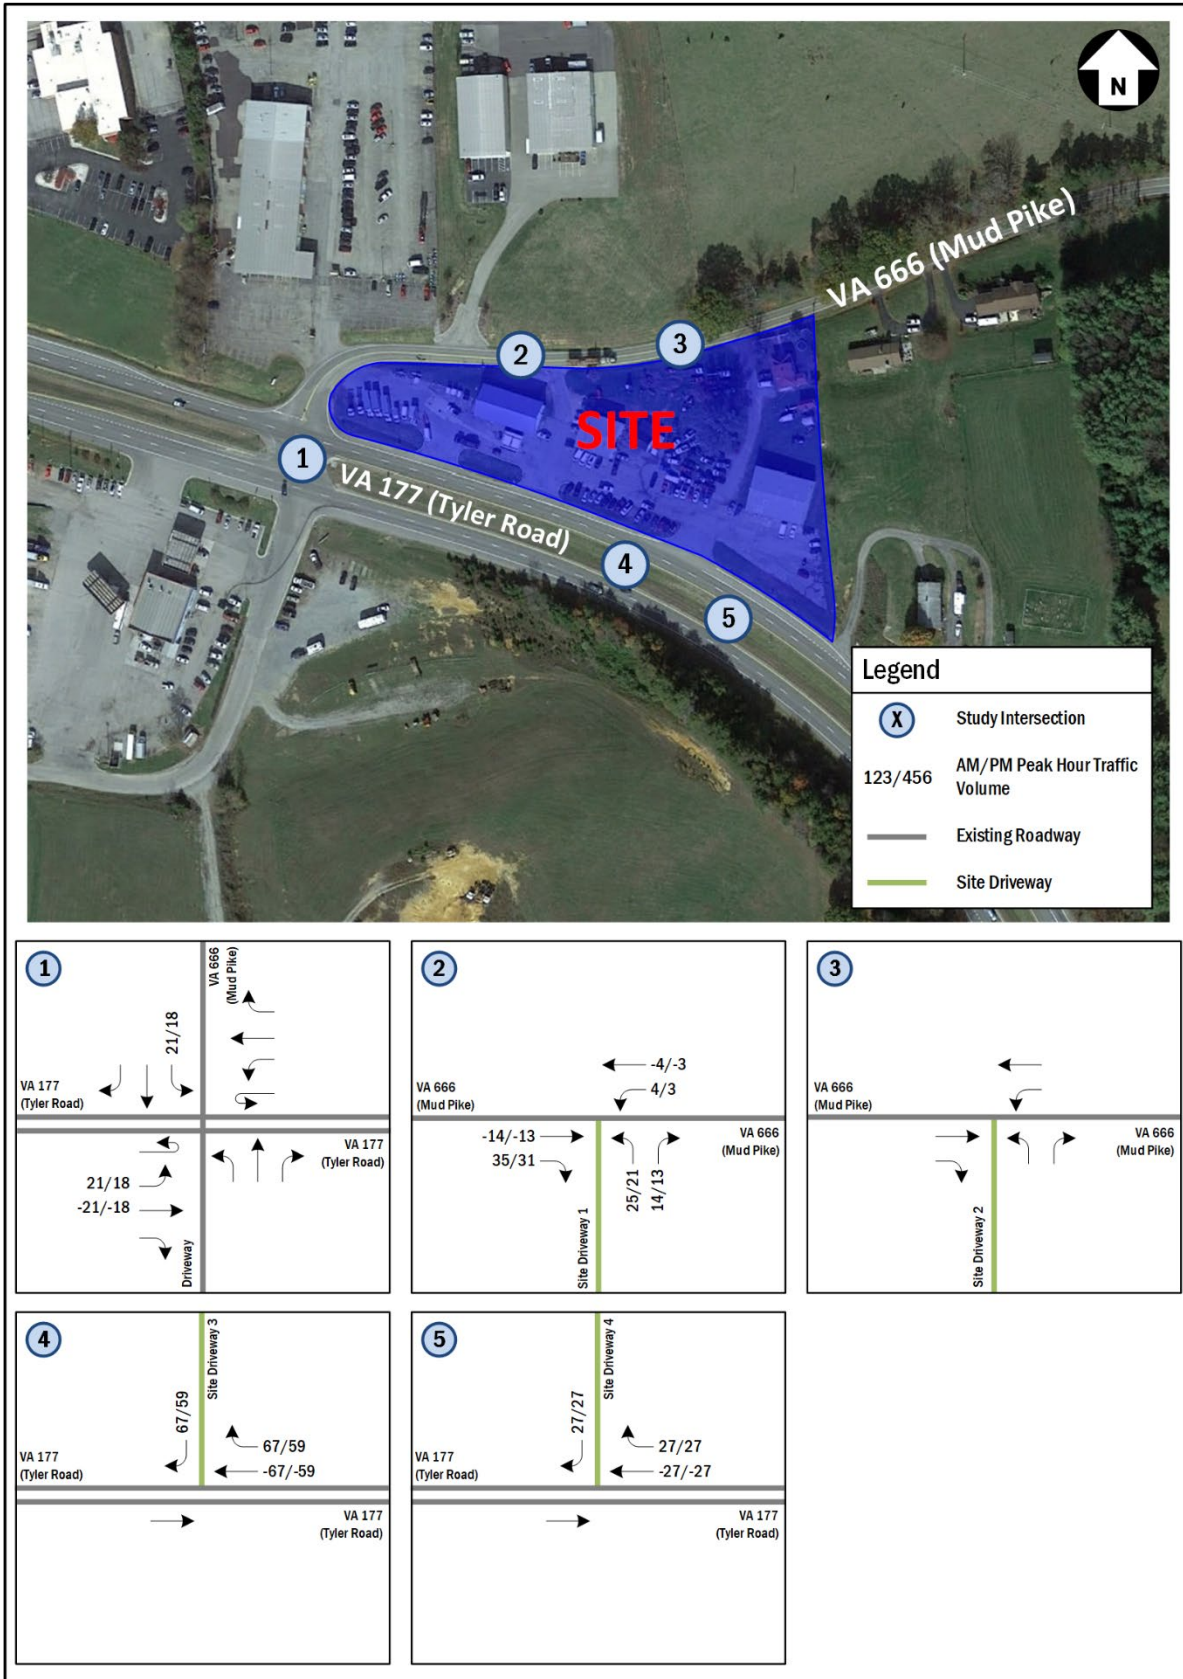 N
VA 666 (Mud Pike)
2
3
SITE
1
VA 177 (Tyler Road)
4
5
Legend
X
Study Intersection
123/456
AM/PM Peak Hour Traffic
Volume
Existing Roadway
Site Driveway
1
VA 666
(Mud Pike)
21/18
VA 177
(Tyler Road)
VA 177
(Tyler Road)
21/18
-21/-18
Driveway
2
-4/-3
4/3
VA 666
(Mud Pike)
-14/-13
35/31
VA 666
(Mud Pike)
25/21
14/13
Site Driveway 1
3
VA 666
(Mud Pike)
VA 666
(Mud Pike)
Site Driveway 2
4
Site Driveway 3
67/59
67/59
-67/-59
VA 177
(Tyler Road)
VA 177
(Tyler Road)
5
Site Driveway 4
27/27
27/27
-27/-27
VA 177
(Tyler Road)
VA 177
(Tyler Road)